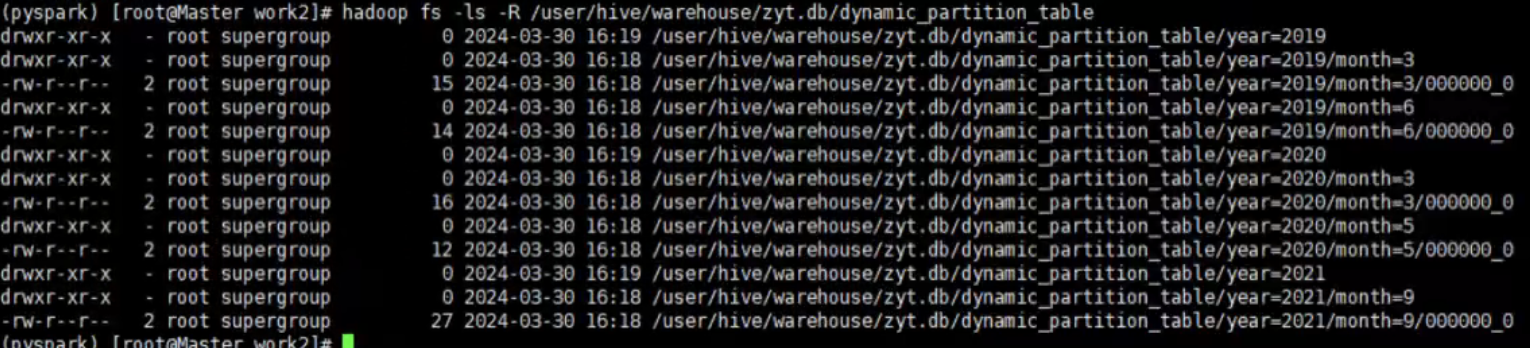 (pyspark) [root@Master work2]# hadoop fs -ls -R /user/hive/warehouse/zyt.db/dynamic_partition_table
drwxr-xr-x - root supergroup 0 2024-03-30 16:19 /user/hive/warehouse/zyt.db/dynamic_partition_table/year=2019
drwxr-xr-x - root supergroup 0 2024-03-30 16:18 /user/hive/warehouse/zyt.db/dynamic_partition_table/year=2019/month=3
-rw-r--r-- 2 root supergroup 15 2024-03-30 16:18 /user/hive/warehouse/zyt.db/dynamic_partition_table/year=2019/month=3/000000_0
drwxr-xr-x - root supergroup 0 2024-03-30 16:18 /user/hive/warehouse/zyt.db/dynamic_partition_table/year=2019/month=6
-rw-r--r-- 2 root supergroup 14 2024-03-30 16:18 /user/hive/warehouse/zyt.db/dynamic_partition_table/year=2019/month=6/000000_0
drwxr-xr-x - root supergroup 0 2024-03-30 16:19 /user/hive/warehouse/zyt.db/dynamic_partition_table/year=2020
drwxr-xr-x - root supergroup 0 2024-03-30 16:18 /user/hive/warehouse/zyt.db/dynamic_partition_table/year=2020/month=3
-rw-r--r-- 2 root supergroup 16 2024-03-30 16:18 /user/hive/warehouse/zyt.db/dynamic_partition_table/year=2020/month=3/000000_0
drwxr-xr-x - root supergroup 0 2024-03-30 16:18 /user/hive/warehouse/zyt.db/dynamic_partition_table/year=2020/month=5
-rw-r--r-- 2 root supergroup 12 2024-03-30 16:18 /user/hive/warehouse/zyt.db/dynamic_partition_table/year=2020/month=5/000000_0
drwxr-xr-x - root supergroup 0 2024-03-30 16:19 /user/hive/warehouse/zyt.db/dynamic_partition_table/year=2021
drwxr-xr-x - root supergroup 0 2024-03-30 16:18 /user/hive/warehouse/zyt.db/dynamic_partition_table/year=2021/month=9
-rw-r--r-- 2 root supergroup 27 2024-03-30 16:18 /user/hive/warehouse/zyt.db/dynamic_partition_table/year=2021/month=9/000000_0
(pyspark) [root@Master work2]#